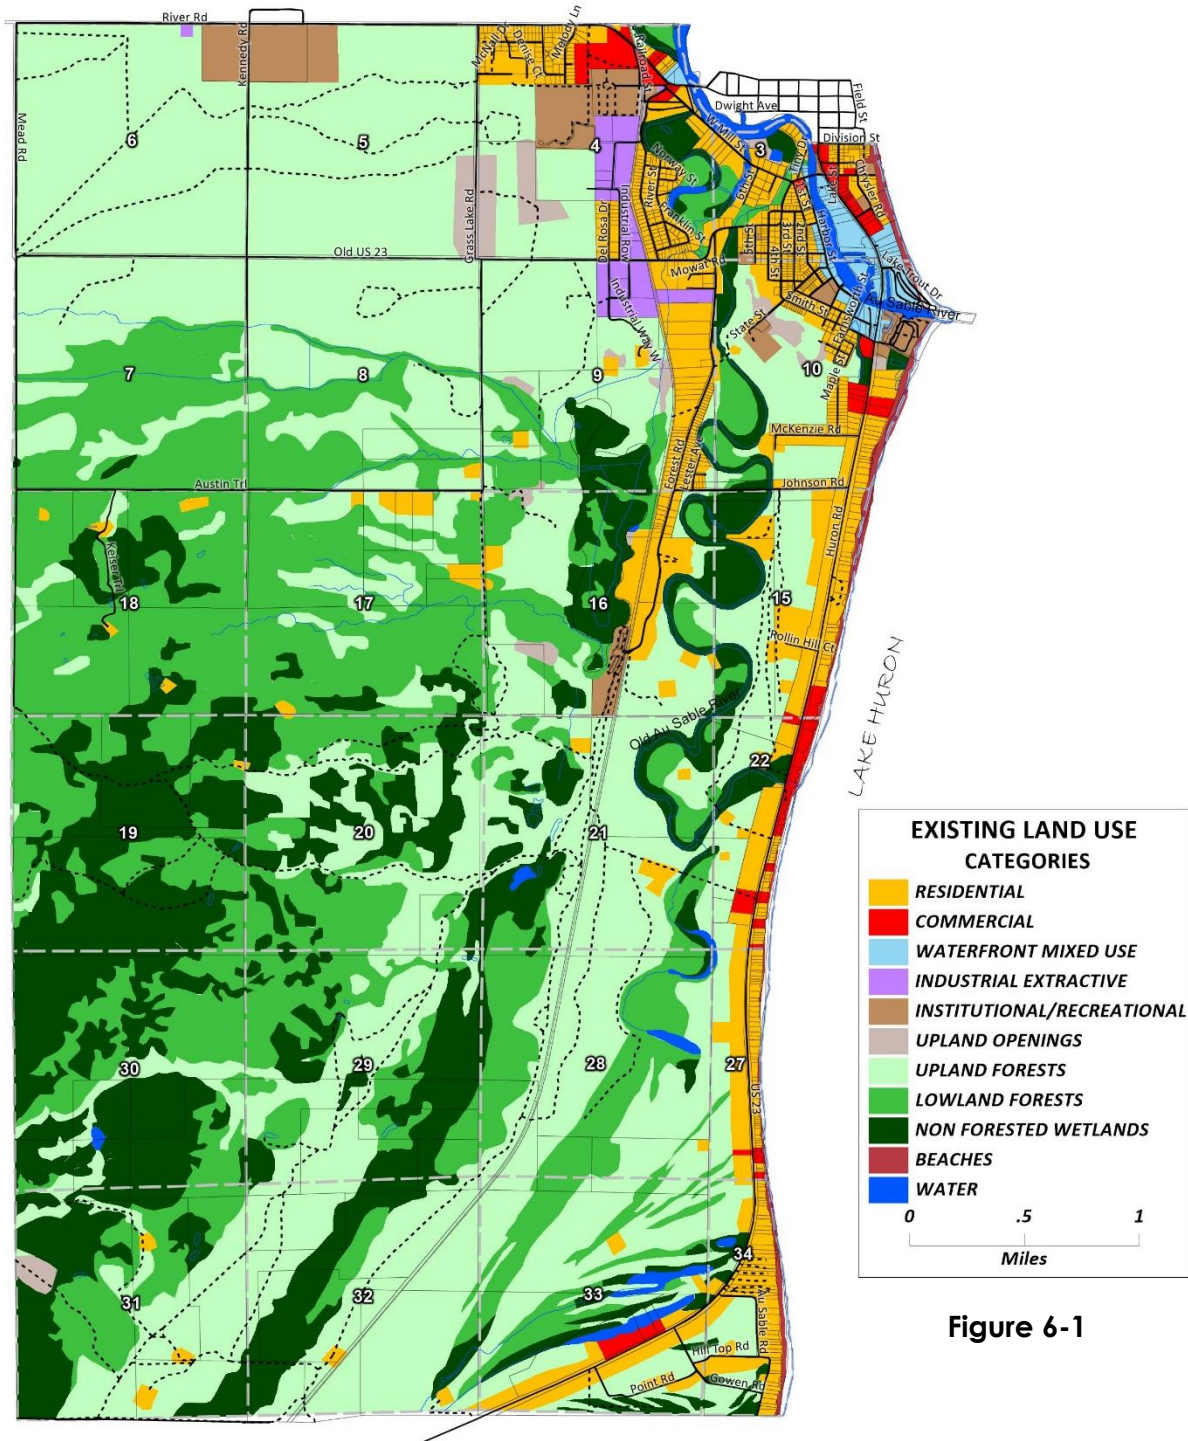 River Rd
Kennedy Rd
McNall Dr
Denise Ct
Melody Ln
Railroad St
Mead Rd
6
5
4
3
Dwight Ave
Field St
Division St
W Mill St
Tiny Dr
Norway St
River St
6th St
Lake St
Chrysler Rd
1st St
Franklin St
Grass Lake Rd
Del Rosa Dr
Industrial Row
5th St
2nd St
3rd St
4th St
Harbor St
Old US 23
Mowat Rd
Lake Trout Dr
Industrial Way W
Smith St
Farnsworth St
Au Sable River
State St
Maple St
7
8
9
10
McKenzie Rd
Forest Rd
Lester Ave
Austin Trl
Johnson Rd
Huron Rd
Keiser Trl
18
17
16
15
Rollin Hill Ct
LAKE HURON
Old Au Sable River
22
19
20
21
30
29
28
27
US 23
34
31
32
33
Au Sable Rd
Hill Top Rd
Point Rd
Gowen Rd
EXISTING LAND USE
CATEGORIES
RESIDENTIAL
COMMERCIAL
WATERFRONT MIXED USE
INDUSTRIAL EXTRACTIVE
INSTITUTIONAL/RECREATIONAL
UPLAND OPENINGS
UPLAND FORESTS
LOWLAND FORESTS
NON FORESTED WETLANDS
BEACHES
WATER
0 .5 1
Miles
Figure 6-1